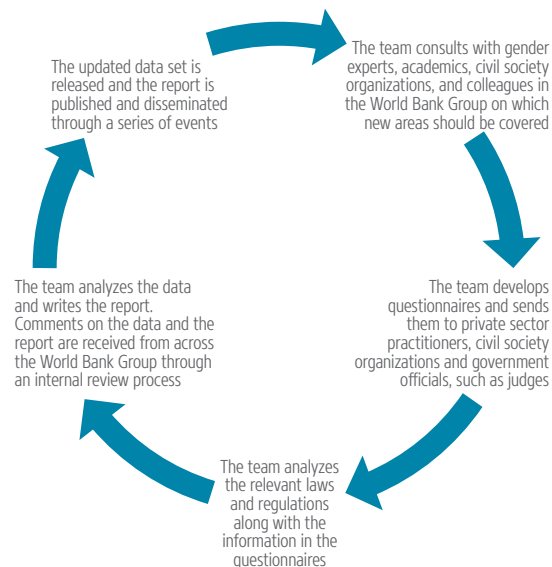 The updated data set is
released and the report is
published and disseminated
through a series of events
The team consults with gender
experts, academics, civil society
organizations, and colleagues in
the World Bank Group on which
new areas should be covered
The team develops
questionnaires and sends
them to private sector
practitioners, civil society
organizations and government
officials, such as judges
The team analyzes
the relevant laws
and regulations
along with the
information in the
questionnaires
The team analyzes the data
and writes the report.
Comments on the data and the
report are received from across
the World Bank Group through
an internal review process